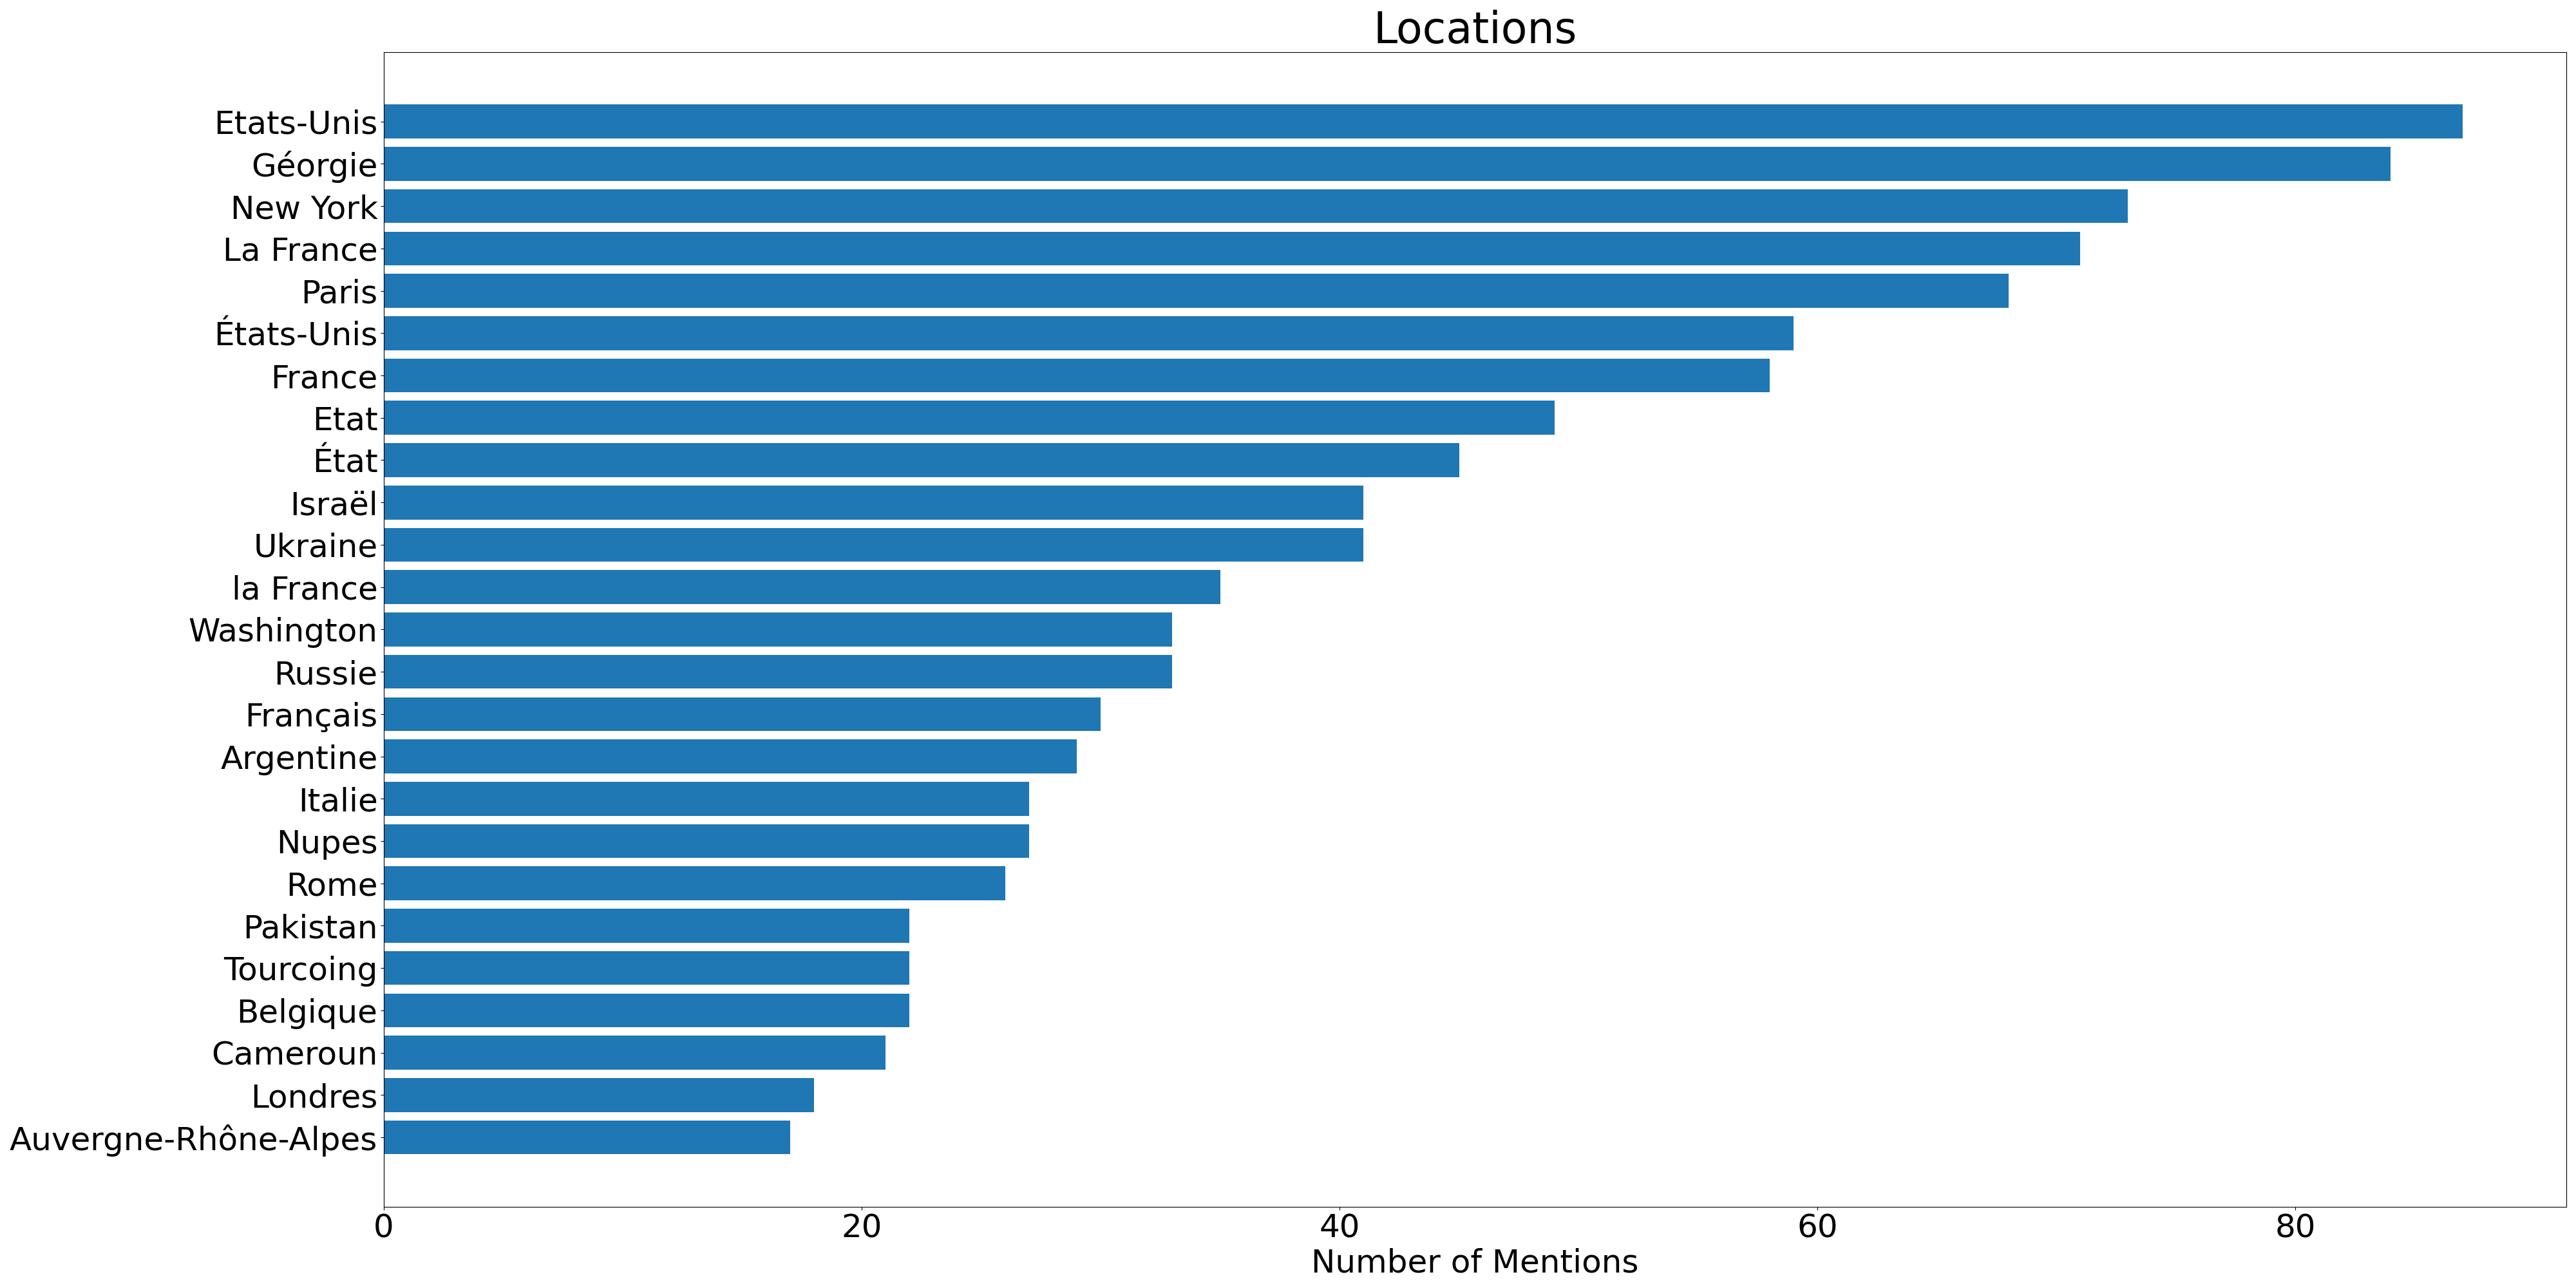 Locations
Etats-Unis
Géorgie
New York
La France
Paris
États-Unis
France
Etat
État
Israël
Ukraine
la France
Washington
Russie
Français
Argentine
Italie
Nupes
Rome
Pakistan
Tourcoing
Belgique
Cameroun
Londres
Auvergne-Rhône-Alpes
0 20 40 60 80
Number of Mentions